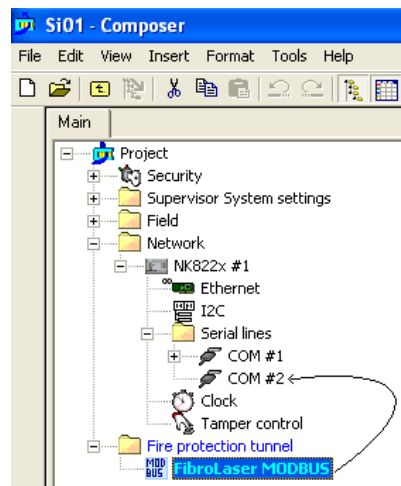 Si01 - Composer
File Edit View Insert Format Tools Help
Main
Project
Security
Supervisor System settings
Field
Network
NK822x #1
Ethernet
I2C
Serial lines
COM #1
COM #2
Clock
Tamper control
Fire protection tunnel
MOD BUS FibroLaser MODBUS